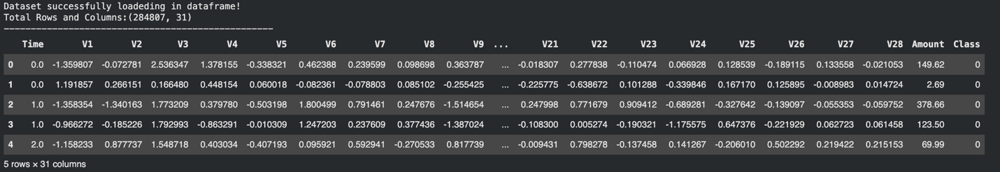 Dataset successfully loadeding in dataframe!
Total Rows and Columns:(284807, 31)
--------------------------------------------------
Time V1 V2 V3 V4 V5 V6 V7 V8 V9 ... V21 V22 V23 V24 V25 V26 V27 V28 Amount Class
0 0.0 -1.359807 -0.072781 2.536347 1.378155 -0.338321 0.462388 0.239599 0.098698 0.363787 ... -0.018307 0.277838 -0.110474 0.066928 0.128539 -0.189115 0.133558 -0.021053 149.62 0
1 0.0 1.191857 0.266151 0.166480 0.448154 0.060018 -0.082361 -0.078803 0.085102 -0.255425 ... -0.225775 -0.638672 0.101288 -0.339846 0.167170 0.125895 -0.008983 0.014724 2.69 0
2 1.0 -1.358354 -1.340163 1.773209 0.379780 -0.503198 1.800499 0.791461 0.247676 -1.514654 ... 0.247998 0.771679 0.909412 -0.689281 -0.327642 -0.139097 -0.055353 -0.059752 378.66 0
3 1.0 -0.966272 -0.185226 1.792993 -0.863291 -0.010309 1.247203 0.237609 0.377436 -1.387024 ... -0.108300 0.005274 -0.190321 -1.175575 0.647376 -0.221929 0.062723 0.061458 123.50 0
4 2.0 -1.158233 0.877737 1.548718 0.403034 -0.407193 0.095921 0.592941 -0.270533 0.817739 ... -0.009431 0.798278 -0.137458 0.141267 -0.206010 0.502292 0.219422 0.215153 69.99 0
5 rows × 31 columns